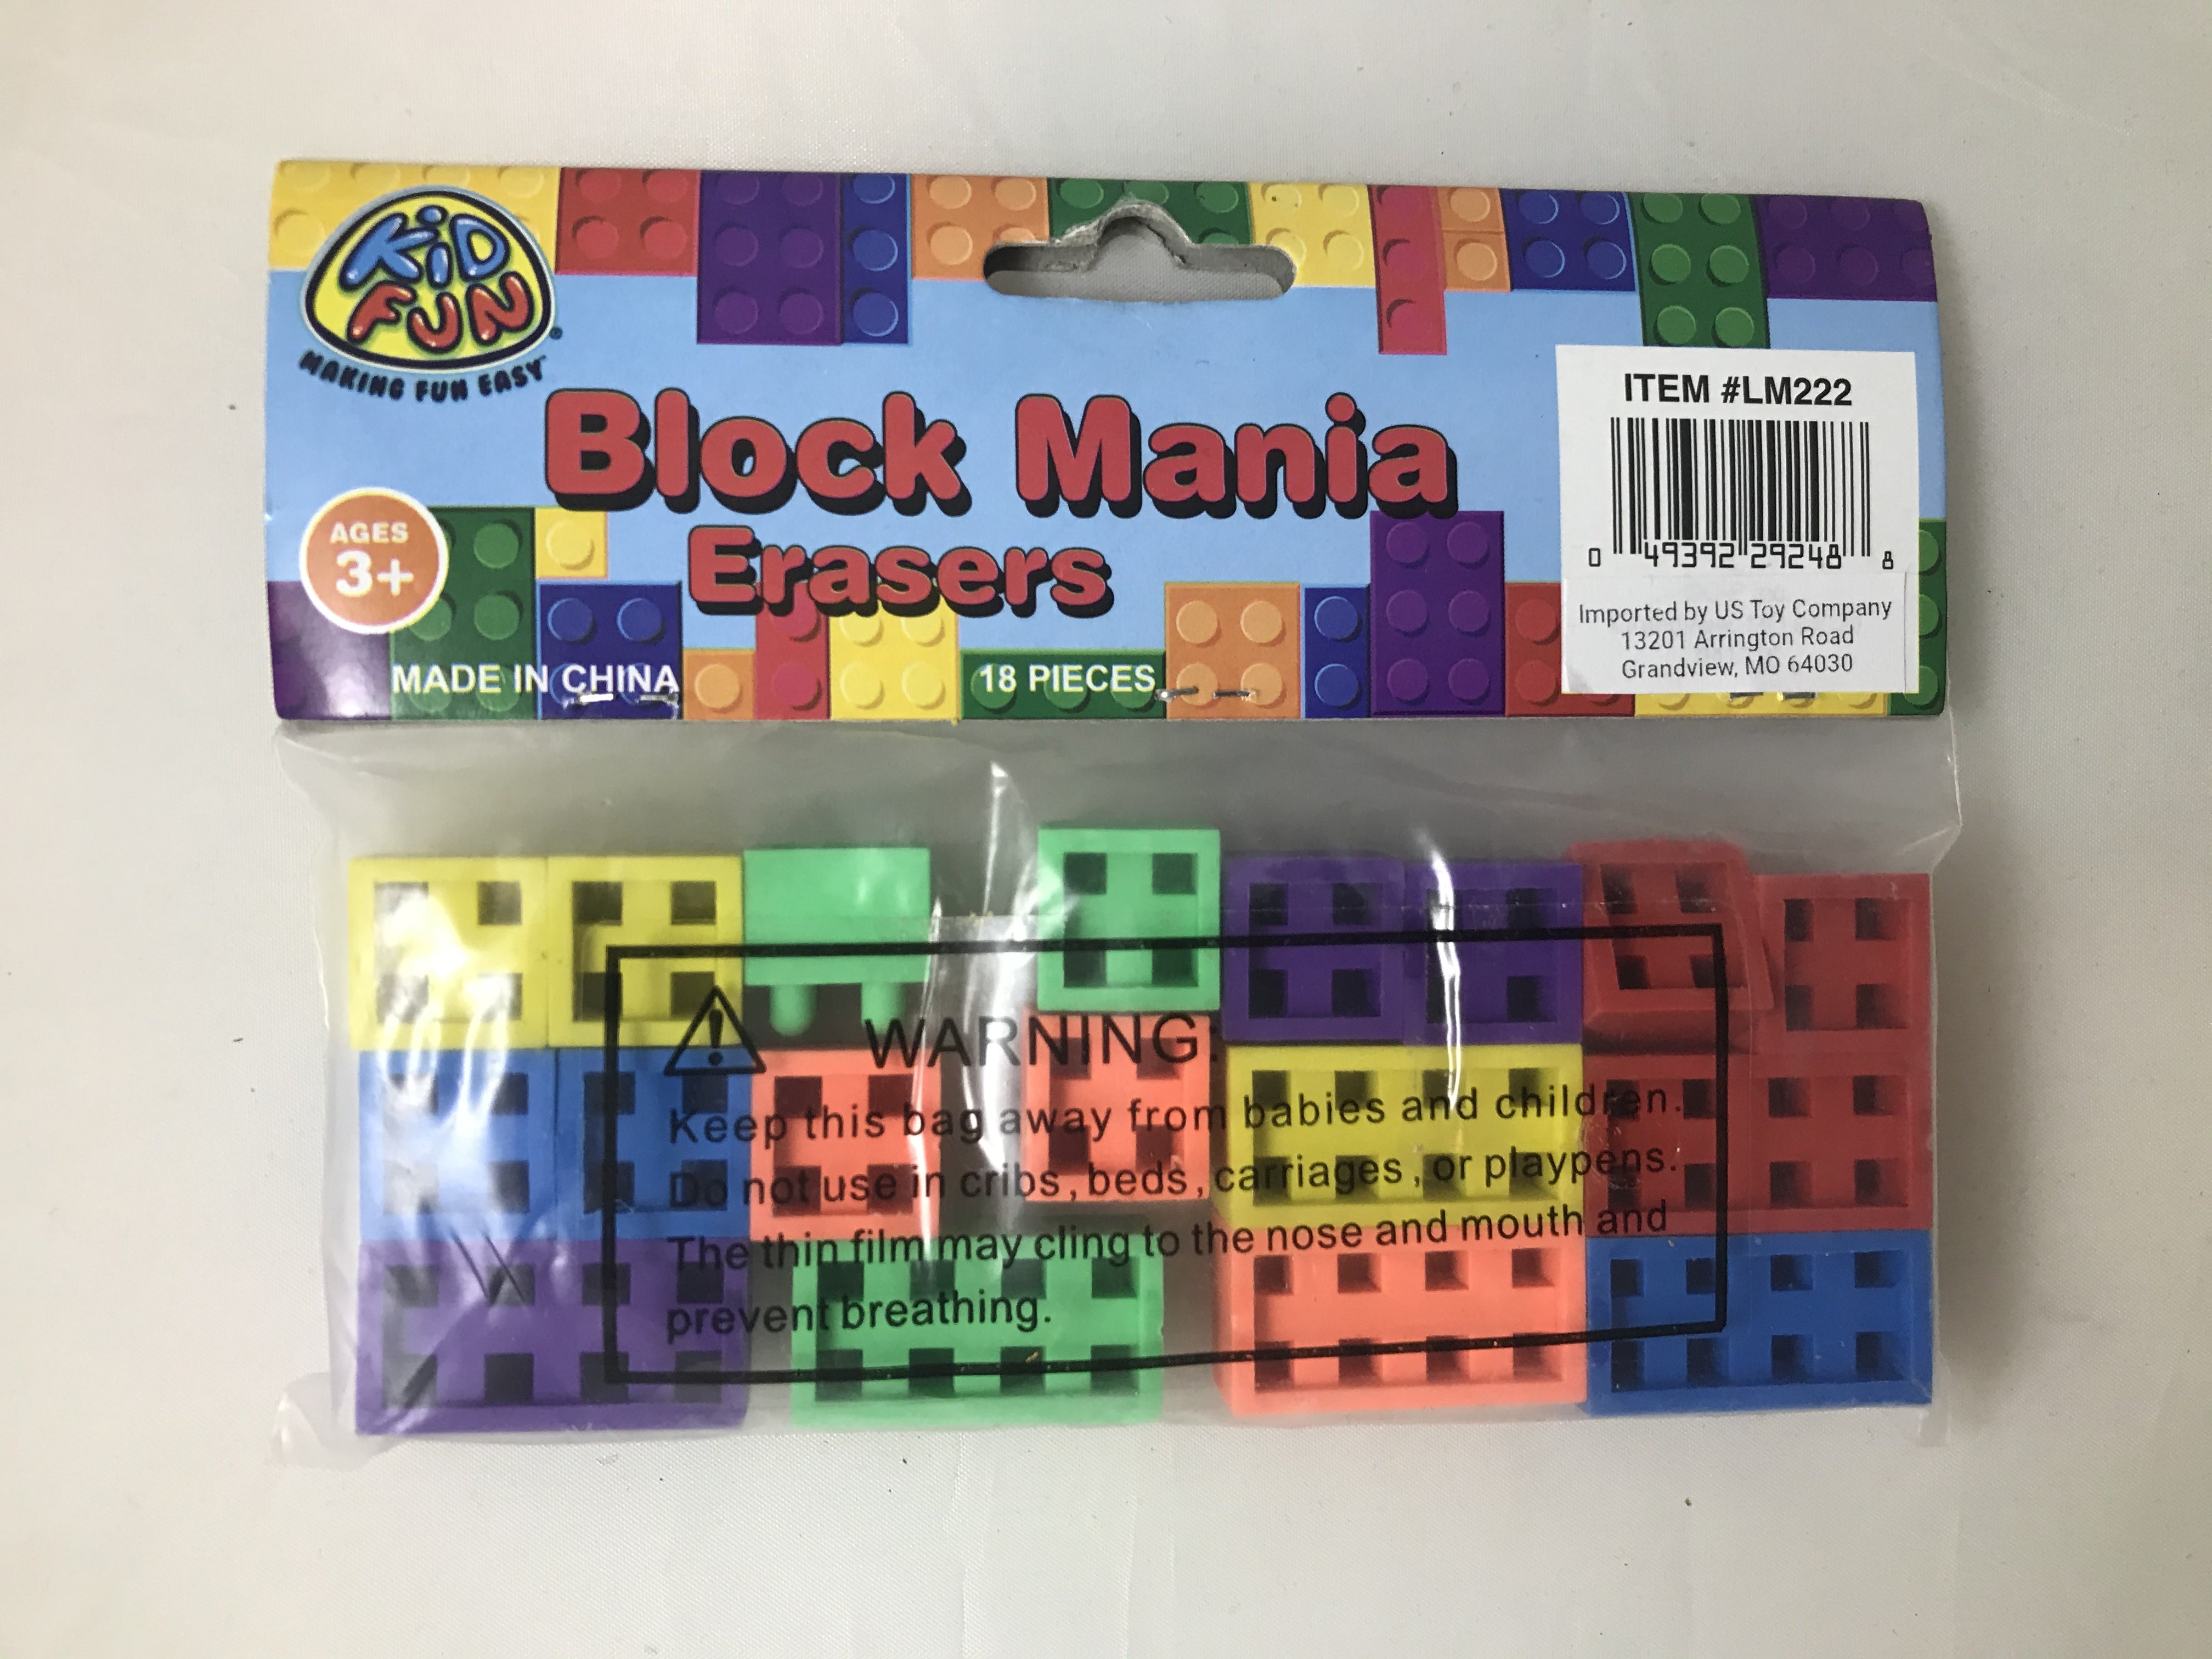 KiD
FUN®
MAKING FUN EASY™
Block Mania
Erasers
AGES
3+
MADE IN CHINA
18 PIECES
ITEM #LM222
0 49392 29248 8
Imported by US Toy Company
13201 Arrington Road
Grandview, MO 64030
WARNING:
Keep this bag away from babies and children.
Do not use in cribs, beds, carriages, or playpens.
The thin film may cling to the nose and mouth and
prevent breathing.